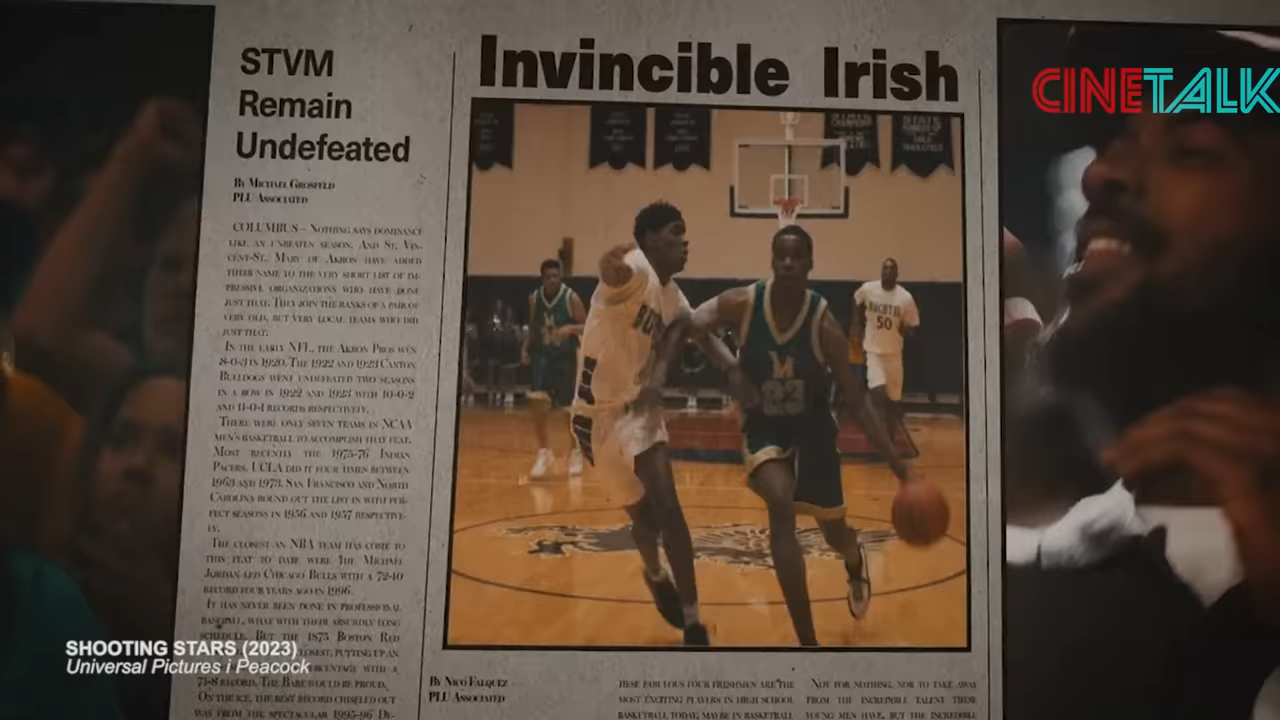 STVM
Remain
Undefeated
By Michael Grosfeld
PLU Associated
COLUMBUS – Nothing says dominance
like an unbeaten season. And St. Vin-
cent-St. Mary of Akron have added
their name to the very short list of im-
pressive organizations who have done
just that. They join the ranks of a pair of
very old, but very local teams who did
just that.
In the early NFL, the Akron Pros win
8-0-3 in 1920. The 1922 and 1923 Canton
Bulldogs went undefeated two seasons
in a row in 1922 and 1923 with 10-0-2
and 11-0-1 records respectively.
There were only seven teams in NCAA
men's basketball to accomplish that feat.
Most recently the 1975-76 Indian
Pacers. UCLA did it four times between
1963 and 1973. San Francisco and North
Carolina round out the list in with per-
fect seasons in 1956 and 1957 respective-
ly.
The closest an NBA team has come to
this feat to date were the Michael
Jordan-led Chicago Bulls with a 72-10
record four years ago in 1996.
It has never been done in professional
baseball, what with their absurdly long
schedule. But the 1875 Boston Red
closest, putting up an
percentage with a
71-8 record. The Babe would be proud.
On the ice, the best record chiseled out
was from the spectacular 1995-96 De-
Invincible Irish
M
23
50
By Nico Falquez
PLU Associated
these fabulous four freshmen are the
most exciting players in high school
basketball today, maybe in basketball
Not for nothing, nor to take away
from the incredible talent these
young men have, but the incredible
CINETALK
SHOOTING STARS (2023)
Universal Pictures i Peacock